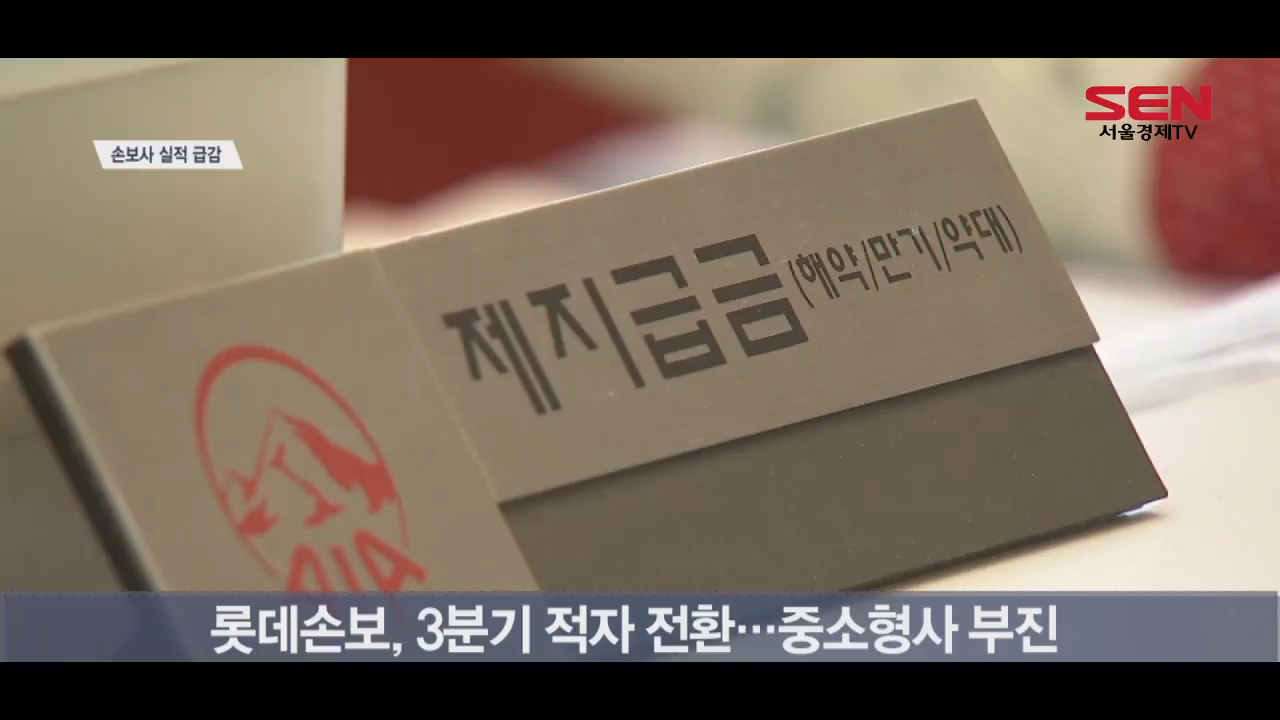 SEN
서울경제TV
손보사 실적 급감
제지급금(해약/만기/약대)
AIA
롯데손보, 3분기 적자 전환…중소형사 부진